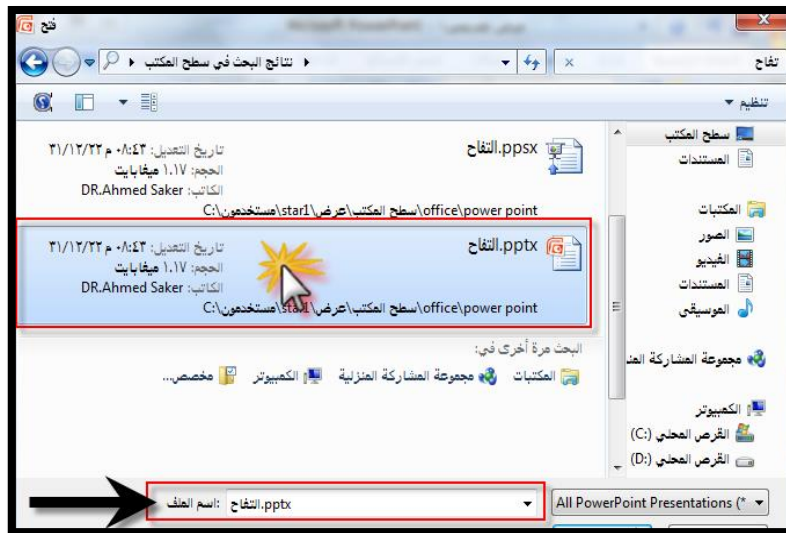 فتح
نتائج البحث في سطح المكتب
تفاح
تنظيم
سطح المكتب
المستندات
المكتبات
الصور
الفيديو
المستندات
الموسيقى
مجموعة المشاركة المنز
الكمبيوتر
القرص المحلي (C:)
القرص المحلي (D:)
التفاح.ppsx
تاريخ التعديل: ٠٨:٤٣ م ٣١/١٢/٢٢
الحجم: ١.١٧ ميغابايت
الكاتب: DR.Ahmed Saker
C:\مستخدمون\star1\سطح المكتب\عرض\office\power point
التفاح.pptx
تاريخ التعديل: ٠٨:٤٣ م ٣١/١٢/٢٢
الحجم: ١.١٧ ميغابايت
الكاتب: DR.Ahmed Saker
C:\مستخدمون\star1\سطح المكتب\عرض\office\power point
البحث مرة أخرى في:
المكتبات مجموعة المشاركة المنزلية الكمبيوتر مخصص...
اسم الملف: التفاح.pptx
All PowerPoint Presentations (*